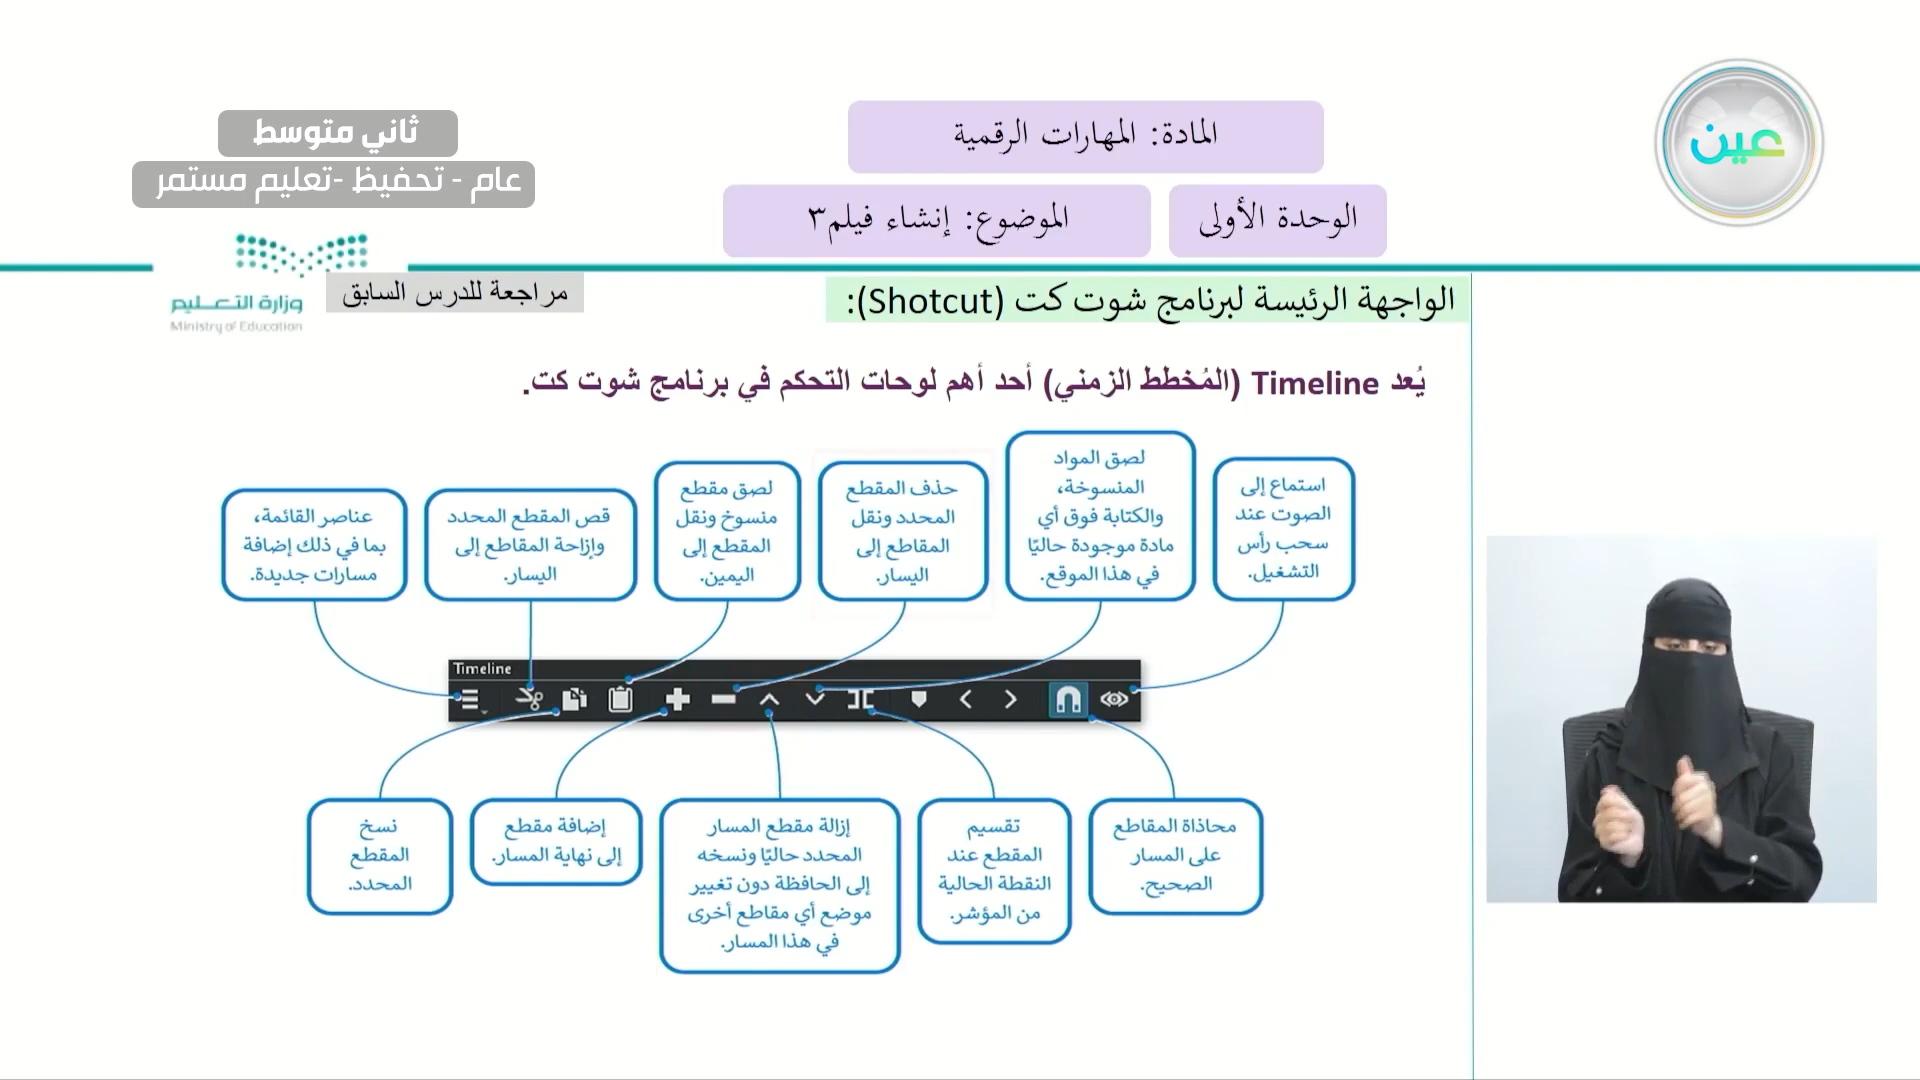 المادة: المهارات الرقمية
عين
ثاني متوسط
عام - تحفيظ -تعليم مستمر
الوحدة الأولى
الموضوع: إنشاء فيلم٣
وزارة التعـــليم
Ministry of Education
مراجعة للدرس السابق
الواجهة الرئيسة لبرنامج شوت كت (Shotcut):
يُعد Timeline (المُخطط الزمني) أحد أهم لوحات التحكم في برنامج شوت كت.
استماع إلى
الصوت عند
سحب رأس
التشغيل.
لصق المواد
المنسوخة،
والكتابة فوق أي
مادة موجودة حاليًا
في هذا الموقع.
حذف المقطع
المحدد ونقل
المقاطع إلى
اليسار.
لصق مقطع
منسوخ ونقل
المقطع إلى
اليمين.
قص المقطع المحدد
وإزاحة المقاطع إلى
اليسار.
عناصر القائمة،
بما في ذلك إضافة
مسارات جديدة.
Timeline
محاذاة المقاطع
على المسار
الصحيح.
تقسيم
المقطع عند
النقطة الحالية
من المؤشر.
إزالة مقطع المسار
المحدد حاليًا ونسخه
إلى الحافظة دون تغيير
موضع أي مقاطع أخرى
في هذا المسار.
إضافة مقطع
إلى نهاية المسار.
نسخ
المقطع
المحدد.